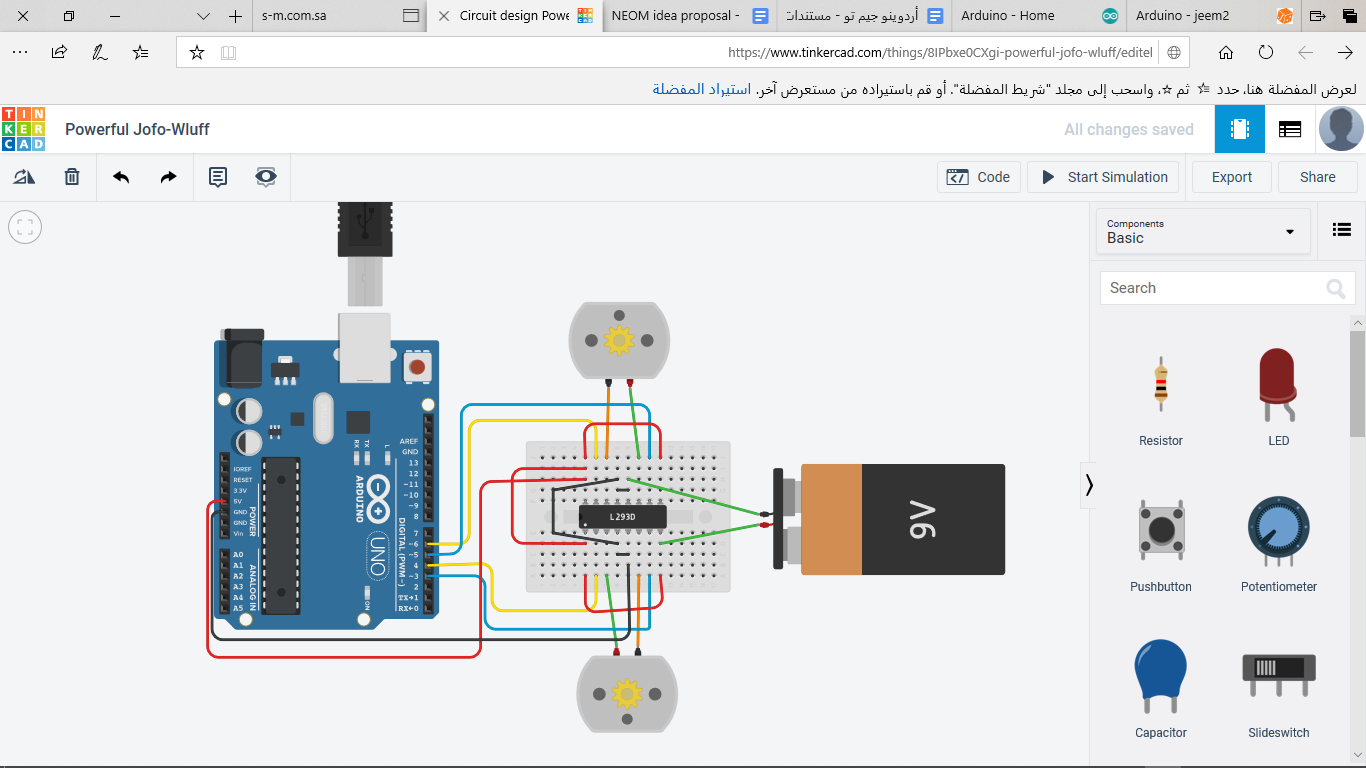 s-m.com.sa
Circuit design Powe
NEOM idea proposal -
أردوينو جيم تو - مستندات
Arduino - Home
Arduino - jeem2
https://www.tinkercad.com/things/8IPbxe0CXgi-powerful-jofo-wluff/editel
لعرض المفضلة هنا، حدد ☆ ثم ☆، واسحب إلى مجلد "شريط المفضلة". أو قم باستيراده من مستعرض آخر. استيراد المفضلة
TINKERCAD
Powerful Jofo-Wluff
All changes saved
Code
Start Simulation
Export
Share
Components
Basic
Search
Resistor
LED
Pushbutton
Potentiometer
Capacitor
Slideswitch
AREF
GND
13
12
~11
~10
~9
8
7
~6
~5
4
~3
2
TX→1
RX←0
DIGITAL (PWM~)
IOREF
RESET
3.3V
5V
GND
GND
Vin
POWER
A0
A1
A2
A3
A4
A5
ANALOG IN
RX
TX
L
ARDUINO
UNO
ON
L293D
9V